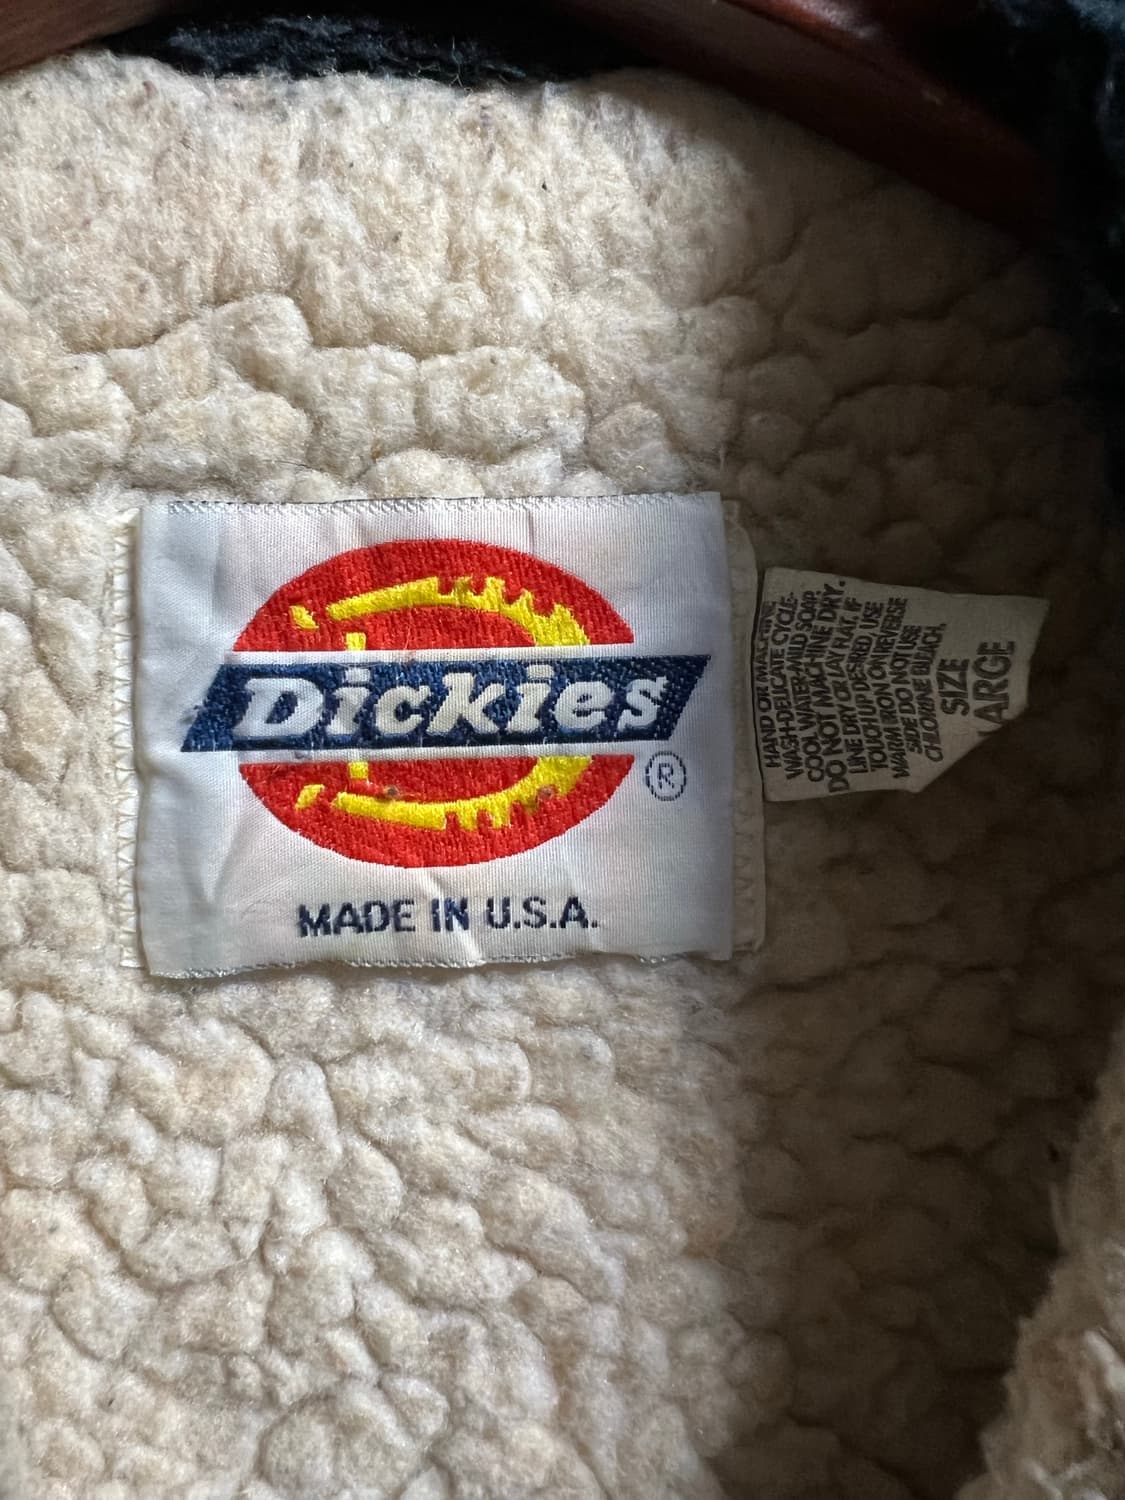 Dickies
®
MADE IN U.S.A.
HAND OR MACHINE
WASH-DELICATE CYCLE-
COOL WATER-MILD SOAP
DO NOT MACHINE DRY.
LINE DRY OR LAY FLAT. IF
TOUCH UP DESIRED, USE
WARM IRON ON REVERSE
SIDE DO NOT USE
CHLORINE BLEACH.
SIZE
LARGE